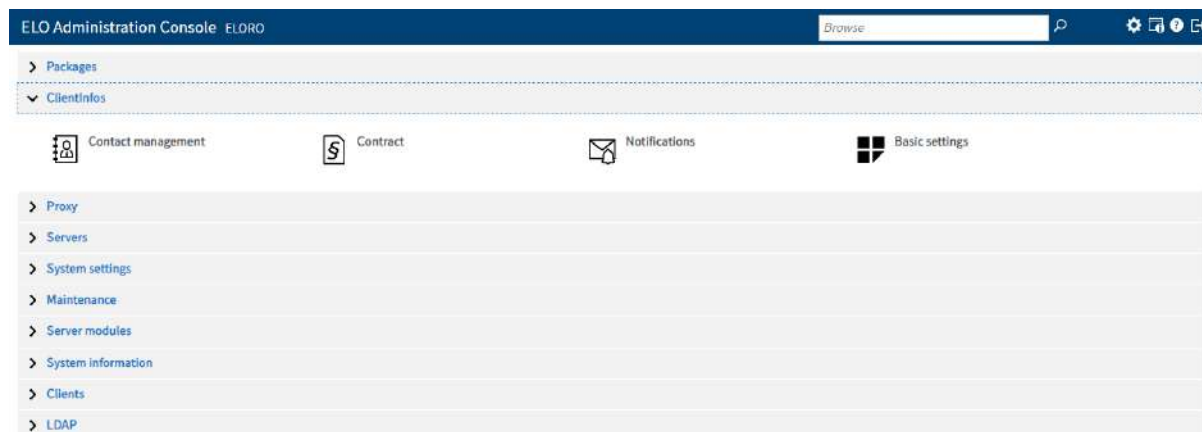 ELO Administration Console ELORO
Browse
Packages
ClientInfos
Contact management
Contract
Notifications
Basic settings
Proxy
Servers
System settings
Maintenance
Server modules
System information
Clients
LDAP